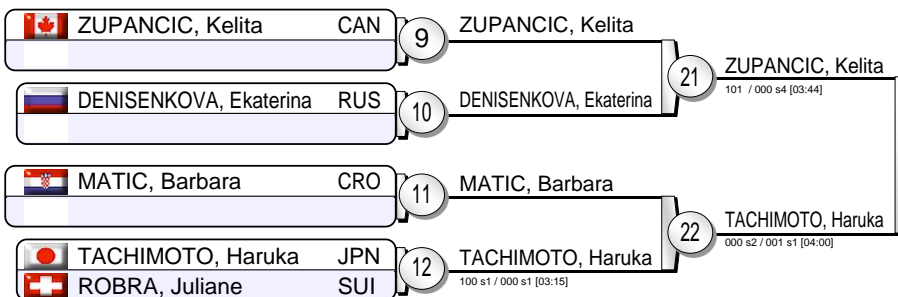 ZUPANCIC, Kelita CAN
9
ZUPANCIC, Kelita
21
ZUPANCIC, Kelita
101 / 000 s4 [03:44]
DENISENKOVA, Ekaterina RUS
10
DENISENKOVA, Ekaterina
MATIC, Barbara CRO
11
MATIC, Barbara
22
TACHIMOTO, Haruka
000 s2 / 001 s1 [04:00]
TACHIMOTO, Haruka JPN
ROBRA, Juliane SUI
12
TACHIMOTO, Haruka
100 s1 / 000 s1 [03:15]